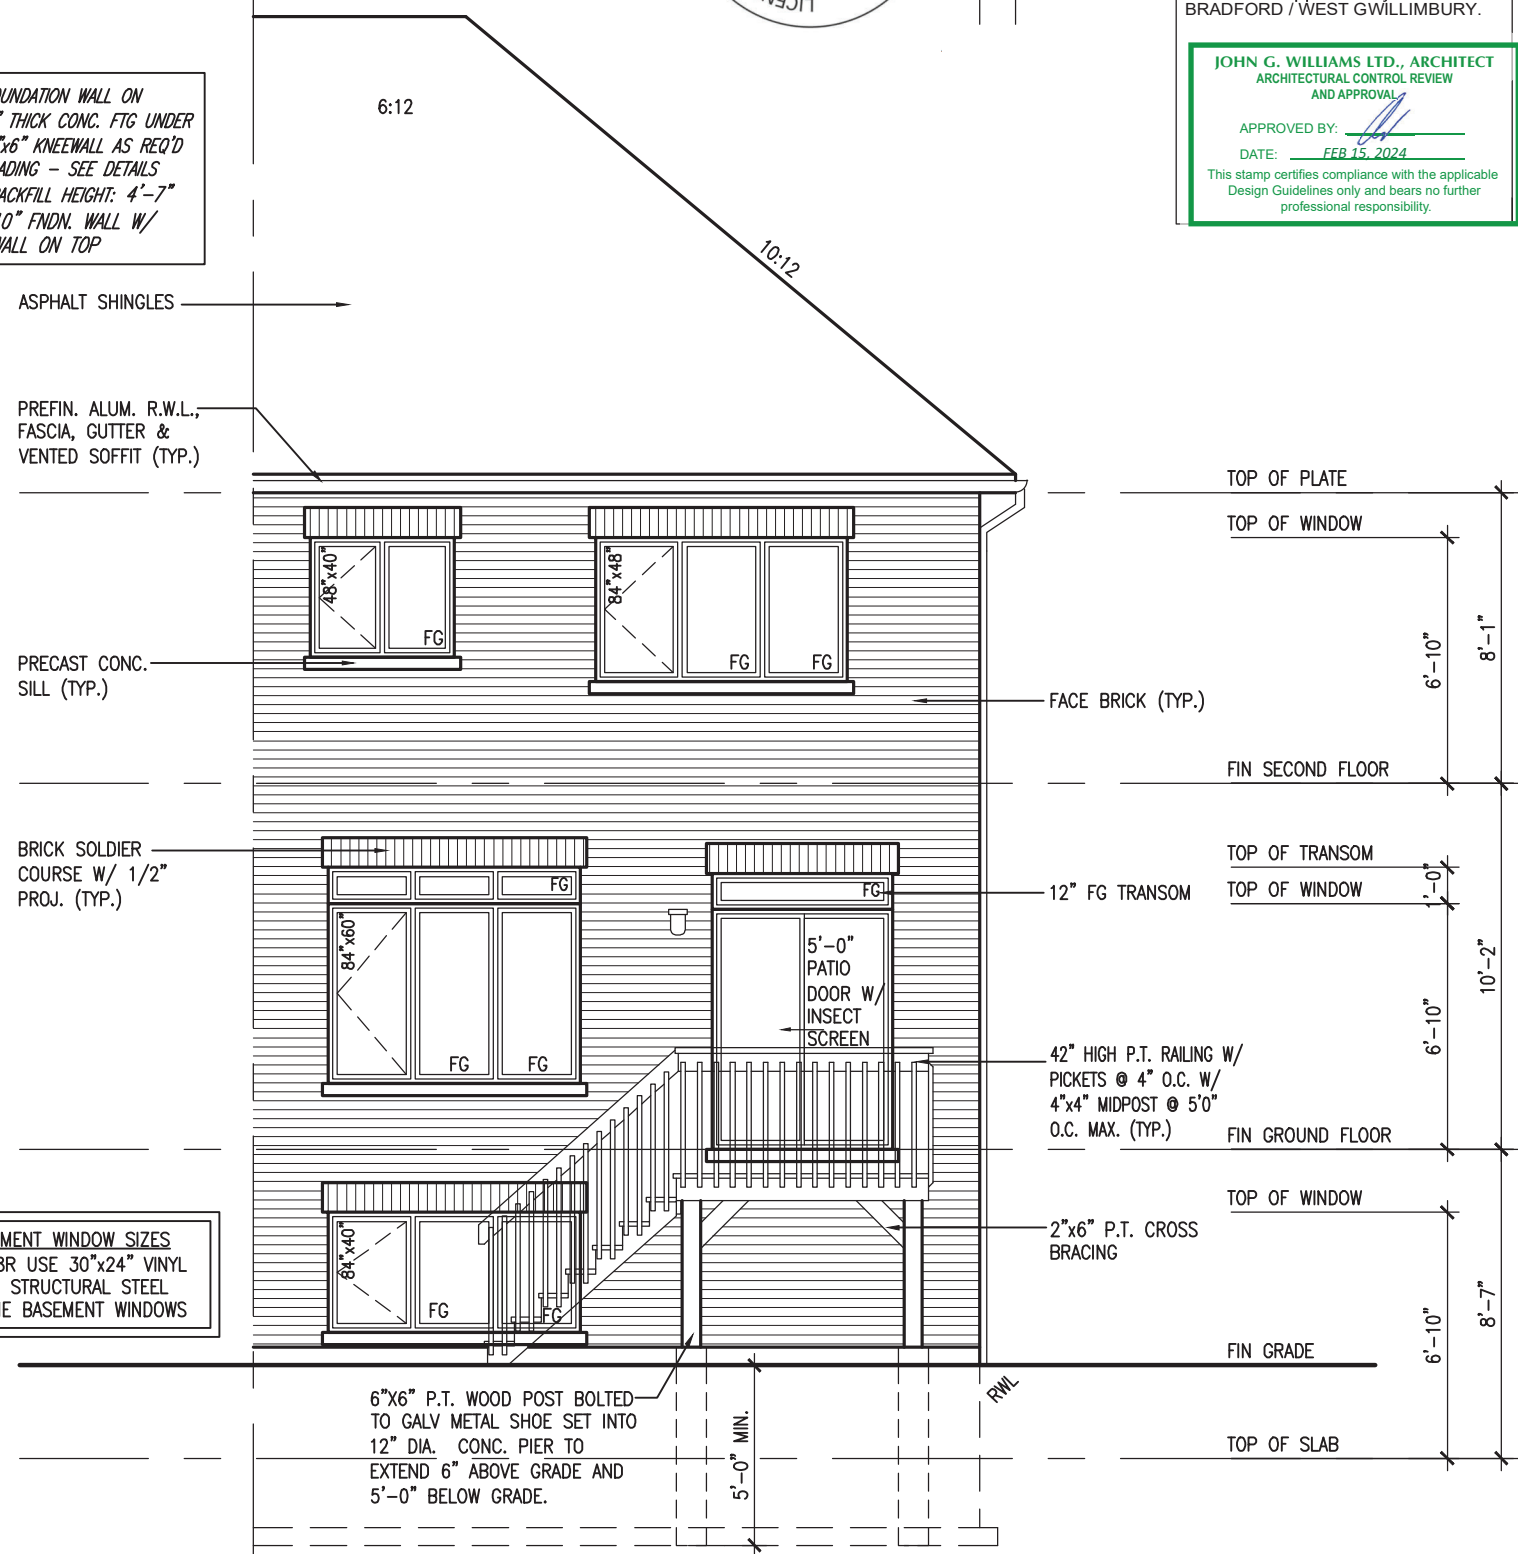 LICEN
BRADFORD / WEST GWILLIMBURY.
JOHN G. WILLIAMS LTD., ARCHITECT
ARCHITECTURAL CONTROL REVIEW
AND APPROVAL
APPROVED BY:
DATE: FEB 15, 2024
This stamp certifies compliance with the applicable
Design Guidelines only and bears no further
professional responsibility.
UNDATION WALL ON
" THICK CONC. FTG UNDER
"x6" KNEEWALL AS REQ'D
ADING – SEE DETAILS
ACKFILL HEIGHT: 4'–7"
0" FNDN. WALL W/
WALL ON TOP
6:12
10:12
ASPHALT SHINGLES
PREFIN. ALUM. R.W.L.,
FASCIA, GUTTER &
VENTED SOFFIT (TYP.)
TOP OF PLATE
TOP OF WINDOW
48"x40"
FG
84"x48"
FG
FG
6'–10"
8'–1"
PRECAST CONC.
SILL (TYP.)
FACE BRICK (TYP.)
FIN SECOND FLOOR
BRICK SOLDIER
COURSE W/ 1/2"
PROJ. (TYP.)
FG
84"x60"
FG
FG
FG
12" FG TRANSOM
TOP OF TRANSOM
TOP OF WINDOW
1'–0"
5'–0"
PATIO
DOOR W/
INSECT
SCREEN
6'–10"
10'–2"
42" HIGH P.T. RAILING W/
PICKETS @ 4" O.C. W/
4"x4" MIDPOST @ 5'0"
O.C. MAX. (TYP.)
FIN GROUND FLOOR
TOP OF WINDOW
2"x6" P.T. CROSS
BRACING
MENT WINDOW SIZES
BR USE 30"x24" VINYL
STRUCTURAL STEEL
E BASEMENT WINDOWS
84"x40"
FG
FG
6'–10"
8'–7"
FIN GRADE
RWL
6"X6" P.T. WOOD POST BOLTED
TO GALV METAL SHOE SET INTO
12" DIA. CONC. PIER TO
EXTEND 6" ABOVE GRADE AND
5'–0" BELOW GRADE.
5'–0" MIN.
TOP OF SLAB